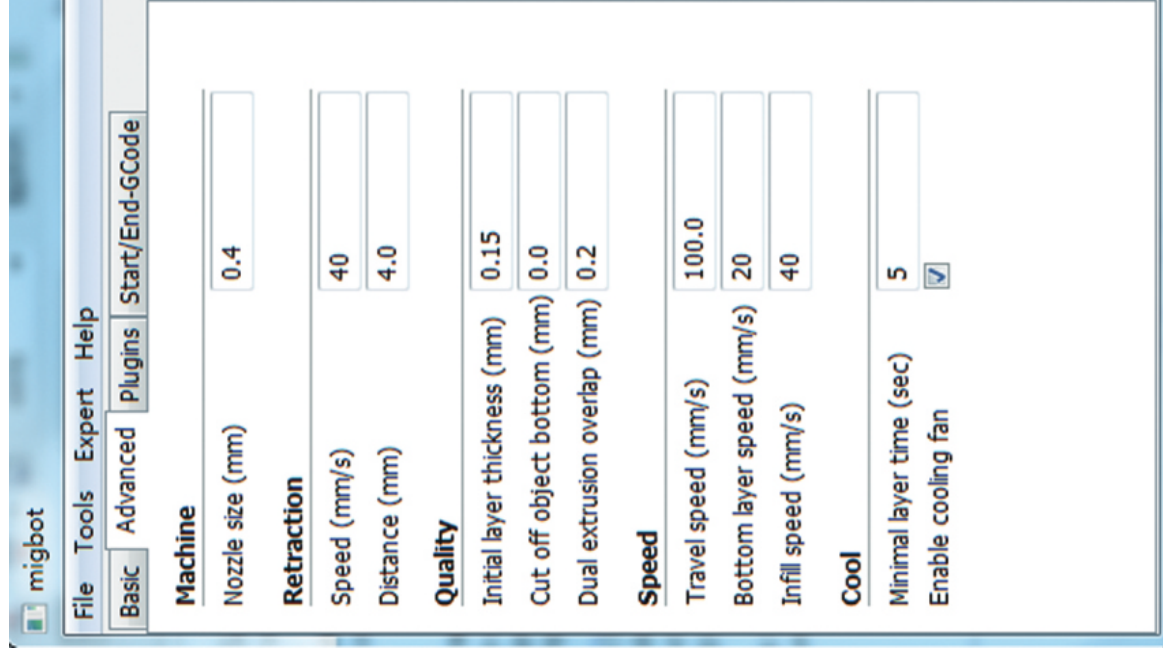 migbot
File Tools Expert Help
Basic Advanced Plugins Start/End-GCode
Machine
Nozzle size (mm) 0.4
Retraction
Speed (mm/s) 40
Distance (mm) 4.0
Quality
Initial layer thickness (mm) 0.15
Cut off object bottom (mm) 0.0
Dual extrusion overlap (mm) 0.2
Speed
Travel speed (mm/s) 100.0
Bottom layer speed (mm/s) 20
Infill speed (mm/s) 40
Cool
Minimal layer time (sec) 5
Enable cooling fan